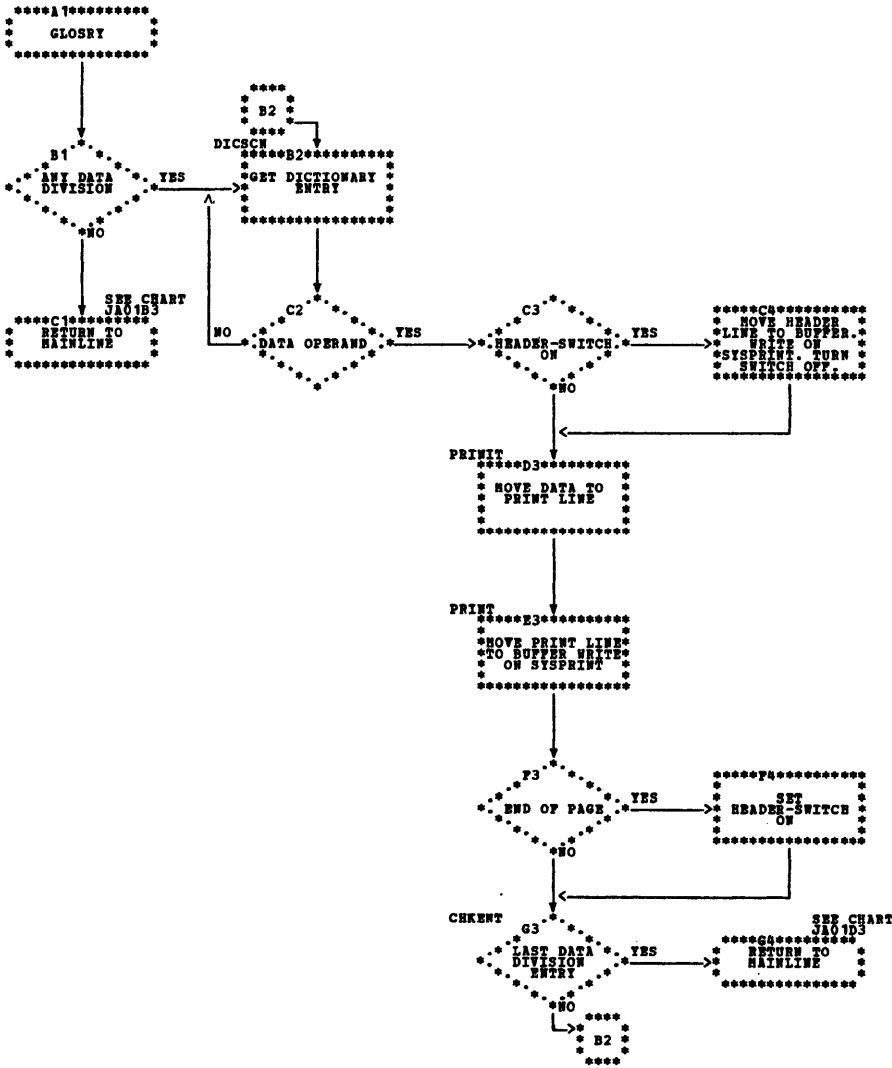 A1
GLOSRY
B2
DICSCN
B1
ANY DATA
DIVISION
YES
NO
B2
GET DICTIONARY
ENTRY
SEE CHART
JA01B3
C1
RETURN TO
MAINLINE
C2
DATA OPERAND
NO
YES
C3
HEADER-SWITCH
ON
YES
NO
C4
MOVE HEADER
LINE TO BUFFER.
WRITE ON
SYSPRINT. TURN
SWITCH OFF.
PRINIT
D3
MOVE DATA TO
PRINT LINE
PRINT
E3
MOVE PRINT LINE
TO BUFFER WRITE
ON SYSPRINT
F3
END OF PAGE
YES
NO
F4
SET
HEADER-SWITCH
ON
CHKENT
G3
LAST DATA
DIVISION
ENTRY
YES
NO
SEE CHART
JA01D3
G4
RETURN TO
MAINLINE
B2